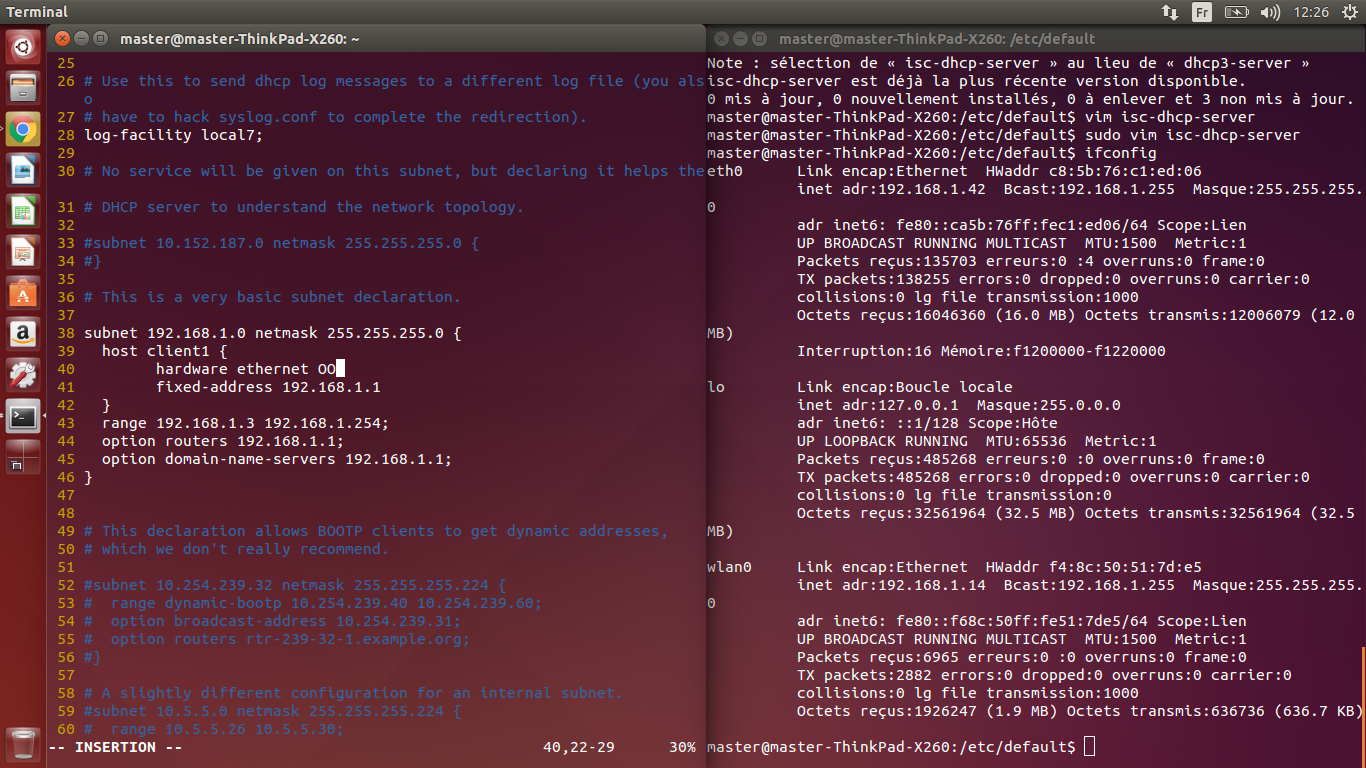 Terminal
Fr
12:26
master@master-ThinkPad-X260: ~
25
26 # Use this to send dhcp log messages to a different log file (you als
o
27 # have to hack syslog.conf to complete the redirection).
28 log-facility local7;
29
30 # No service will be given on this subnet, but declaring it helps the
31 # DHCP server to understand the network topology.
32
33 #subnet 10.152.187.0 netmask 255.255.255.0 {
34 #}
35
36 # This is a very basic subnet declaration.
37
38 subnet 192.168.1.0 netmask 255.255.255.0 {
39   host client1 {
40         hardware ethernet OO
41         fixed-address 192.168.1.1
42   }
43   range 192.168.1.3 192.168.1.254;
44   option routers 192.168.1.1;
45   option domain-name-servers 192.168.1.1;
46 }
47
48
49 # This declaration allows BOOTP clients to get dynamic addresses,
50 # which we don't really recommend.
51
52 #subnet 10.254.239.32 netmask 255.255.255.224 {
53 #  range dynamic-bootp 10.254.239.40 10.254.239.60;
54 #  option broadcast-address 10.254.239.31;
55 #  option routers rtr-239-32-1.example.org;
56 #}
57
58 # A slightly different configuration for an internal subnet.
59 #subnet 10.5.5.0 netmask 255.255.255.224 {
60 #  range 10.5.5.26 10.5.5.30;
-- INSERTION --                                        40,22-29      30%
master@master-ThinkPad-X260: /etc/default
Note : sélection de « isc-dhcp-server » au lieu de « dhcp3-server »
isc-dhcp-server est déjà la plus récente version disponible.
0 mis à jour, 0 nouvellement installés, 0 à enlever et 3 non mis à jour.
master@master-ThinkPad-X260:/etc/default$ vim isc-dhcp-server
master@master-ThinkPad-X260:/etc/default$ sudo vim isc-dhcp-server
master@master-ThinkPad-X260:/etc/default$ ifconfig
eth0      Link encap:Ethernet  HWaddr c8:5b:76:c1:ed:06
          inet adr:192.168.1.42  Bcast:192.168.1.255  Masque:255.255.255.
0
          adr inet6: fe80::ca5b:76ff:fec1:ed06/64 Scope:Lien
          UP BROADCAST RUNNING MULTICAST  MTU:1500  Metric:1
          Packets reçus:135703 erreurs:0 :4 overruns:0 frame:0
          TX packets:138255 errors:0 dropped:0 overruns:0 carrier:0
          collisions:0 lg file transmission:1000
          Octets reçus:16046360 (16.0 MB) Octets transmis:12006079 (12.0
MB)
          Interruption:16 Mémoire:f1200000-f1220000
lo        Link encap:Boucle locale
          inet adr:127.0.0.1  Masque:255.0.0.0
          adr inet6: ::1/128 Scope:Hôte
          UP LOOPBACK RUNNING  MTU:65536  Metric:1
          Packets reçus:485268 erreurs:0 :0 overruns:0 frame:0
          TX packets:485268 errors:0 dropped:0 overruns:0 carrier:0
          collisions:0 lg file transmission:0
          Octets reçus:32561964 (32.5 MB) Octets transmis:32561964 (32.5
MB)
wlan0     Link encap:Ethernet  HWaddr f4:8c:50:51:7d:e5
          inet adr:192.168.1.14  Bcast:192.168.1.255  Masque:255.255.255.
0
          adr inet6: fe80::f68c:50ff:fe51:7de5/64 Scope:Lien
          UP BROADCAST RUNNING MULTICAST  MTU:1500  Metric:1
          Packets reçus:6965 erreurs:0 :0 overruns:0 frame:0
          TX packets:2882 errors:0 dropped:0 overruns:0 carrier:0
          collisions:0 lg file transmission:1000
          Octets reçus:1926247 (1.9 MB) Octets transmis:636736 (636.7 KB)
master@master-ThinkPad-X260:/etc/default$